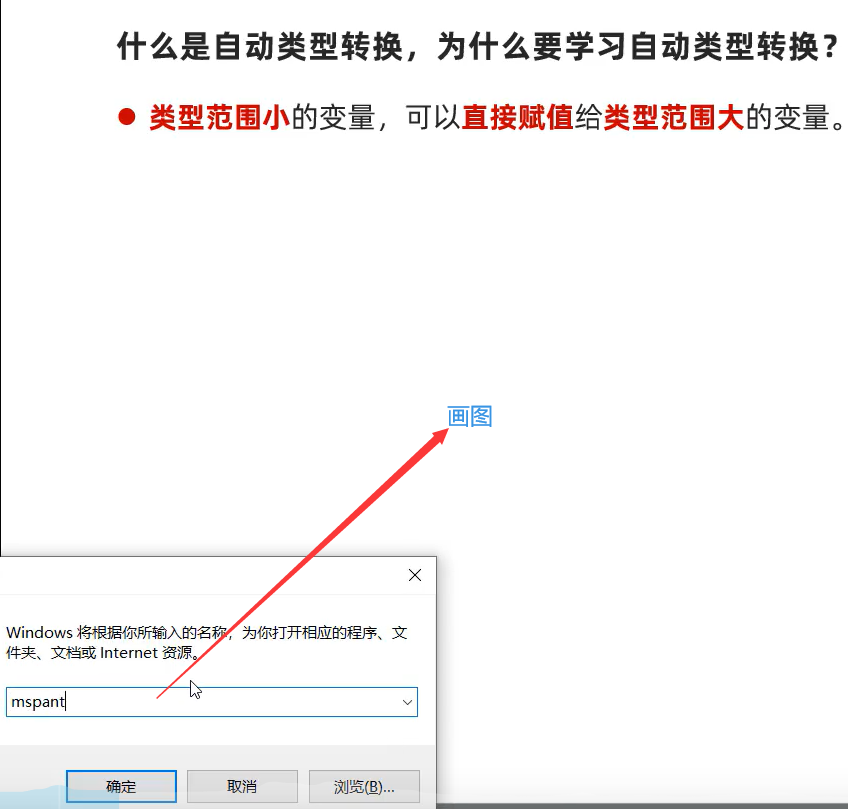 什么是自动类型转换，为什么要学习自动类型转换？
类型范围小的变量，可以直接赋值给类型范围大的变量。
画图
Windows 将根据你所输入的名称，为你打开相应的程序、文
件夹、文档或 Internet 资源。
mspant
确定 取消 浏览(B)...